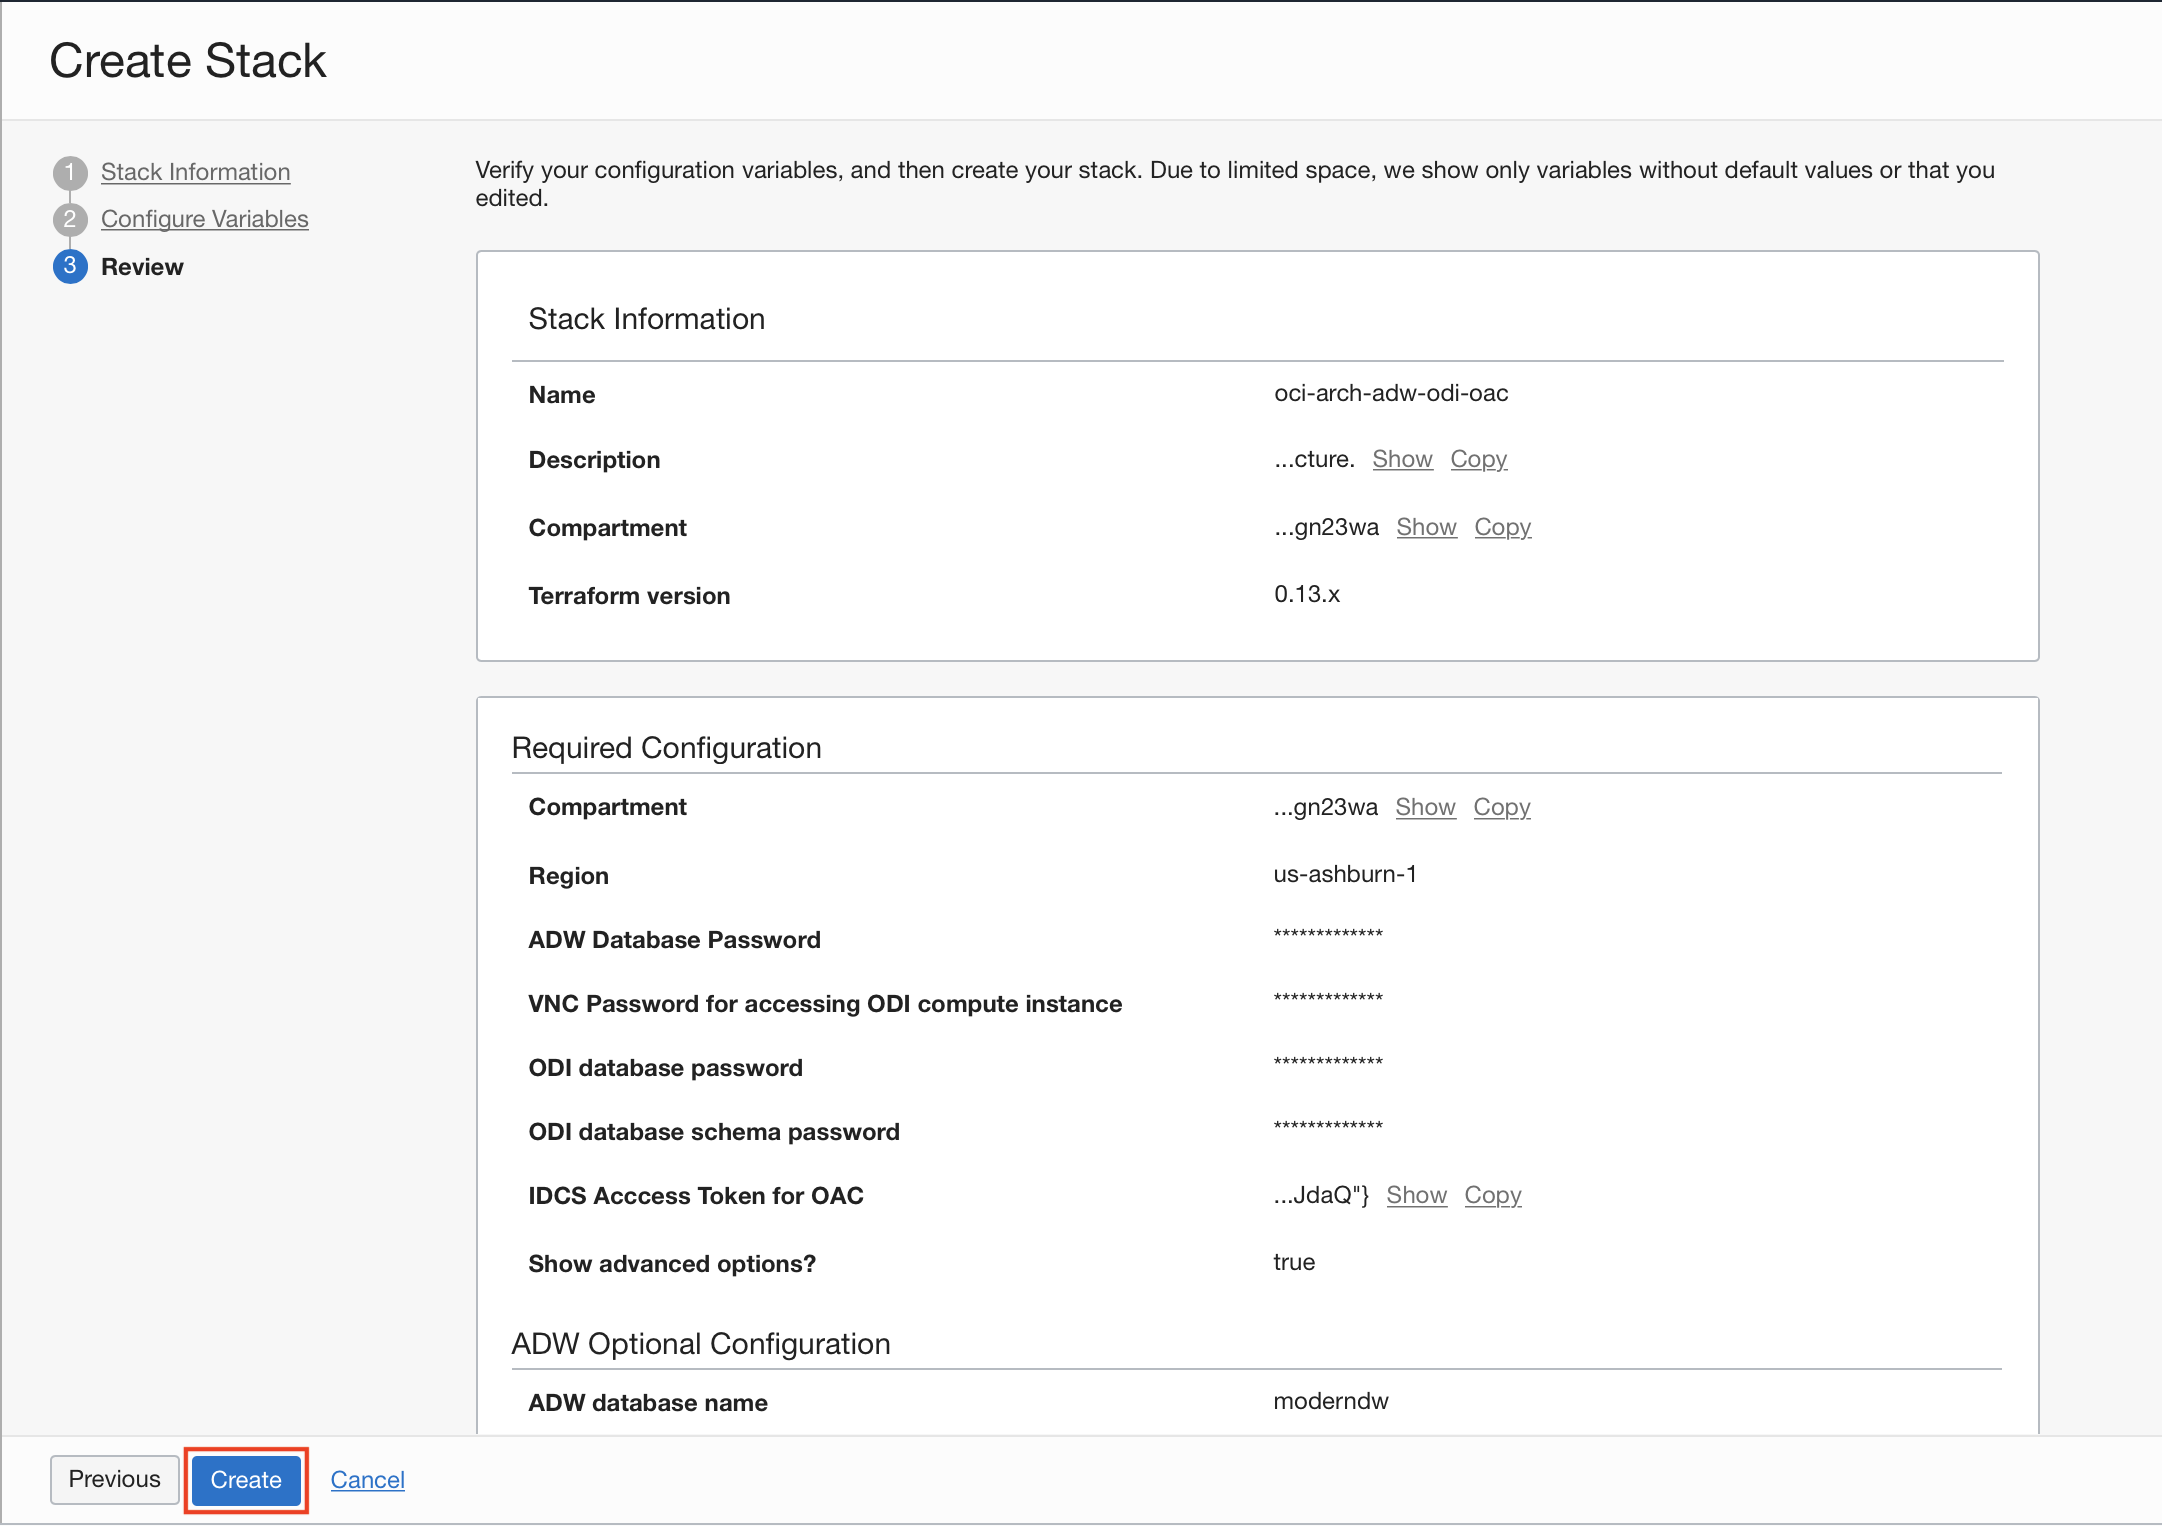 Create Stack
1 Stack Information
2 Configure Variables
3 Review
Verify your configuration variables, and then create your stack. Due to limited space, we show only variables without default values or that you
edited.
Stack Information
Name oci-arch-adw-odi-oac
Description ...cture. Show Copy
Compartment ...gn23wa Show Copy
Terraform version 0.13.x
Required Configuration
Compartment ...gn23wa Show Copy
Region us-ashburn-1
ADW Database Password *************
VNC Password for accessing ODI compute instance *************
ODI database password *************
ODI database schema password *************
IDCS Acccess Token for OAC ...JdaQ"} Show Copy
Show advanced options? true
ADW Optional Configuration
ADW database name moderndw
Previous Create Cancel